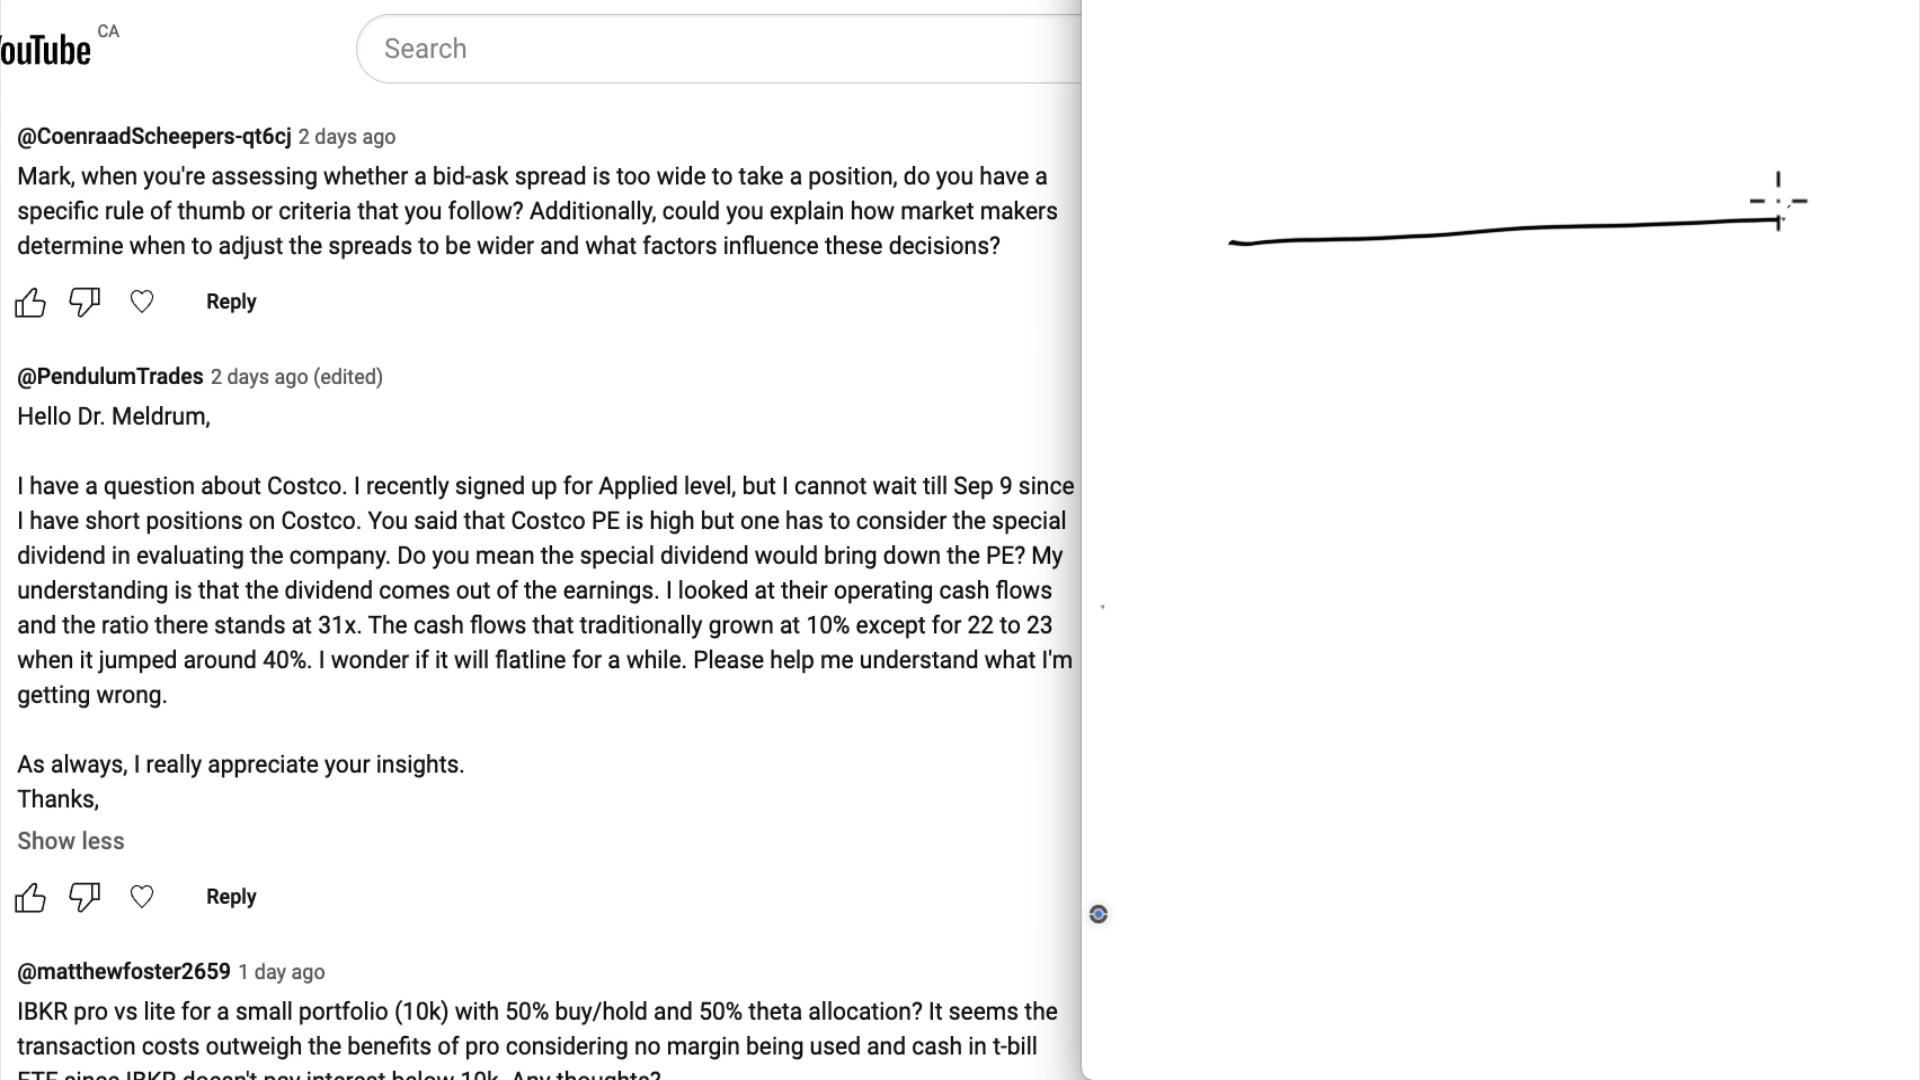 CA
ouTube
Search
@CoenraadScheepers-qt6cj 2 days ago
Mark, when you're assessing whether a bid-ask spread is too wide to take a position, do you have a
specific rule of thumb or criteria that you follow? Additionally, could you explain how market makers
determine when to adjust the spreads to be wider and what factors influence these decisions?
Reply
@PendulumTrades 2 days ago (edited)
Hello Dr. Meldrum,
I have a question about Costco. I recently signed up for Applied level, but I cannot wait till Sep 9 since
I have short positions on Costco. You said that Costco PE is high but one has to consider the special
dividend in evaluating the company. Do you mean the special dividend would bring down the PE? My
understanding is that the dividend comes out of the earnings. I looked at their operating cash flows
and the ratio there stands at 31x. The cash flows that traditionally grown at 10% except for 22 to 23
when it jumped around 40%. I wonder if it will flatline for a while. Please help me understand what I'm
getting wrong.
As always, I really appreciate your insights.
Thanks,
Show less
Reply
@matthewfoster2659 1 day ago
IBKR pro vs lite for a small portfolio (10k) with 50% buy/hold and 50% theta allocation? It seems the
transaction costs outweigh the benefits of pro considering no margin being used and cash in t-bill
ETF since IBKR doesn't pay interest below 10k. Any thoughts?